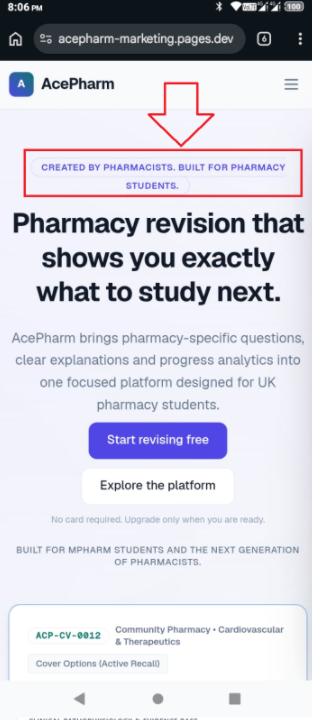 8:06 PM
100
acepharm-marketing.pages.dev
6
A
AcePharm
CREATED BY PHARMACISTS. BUILT FOR PHARMACY
STUDENTS.
Pharmacy revision that
shows you exactly
what to study next.
AcePharm brings pharmacy-specific questions,
clear explanations and progress analytics into
one focused platform designed for UK
pharmacy students.
Start revising free
Explore the platform
No card required. Upgrade only when you are ready.
BUILT FOR MPHARM STUDENTS AND THE NEXT GENERATION
OF PHARMACISTS.
ACP-CV-0012
Community Pharmacy • Cardiovascular
& Therapeutics
Cover Options (Active Recall)